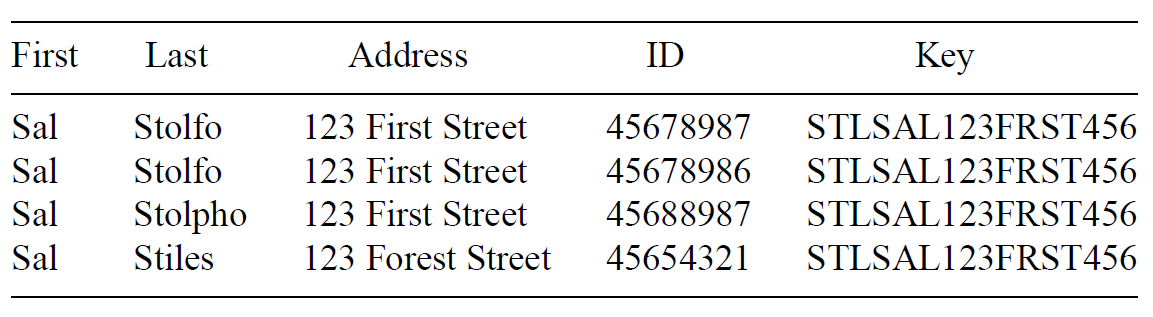 First Last Address ID Key
Sal Stolfo 123 First Street 45678987 STLSAL123FRST456
Sal Stolfo 123 First Street 45678986 STLSAL123FRST456
Sal Stolpho 123 First Street 45688987 STLSAL123FRST456
Sal Stiles 123 Forest Street 45654321 STLSAL123FRST456